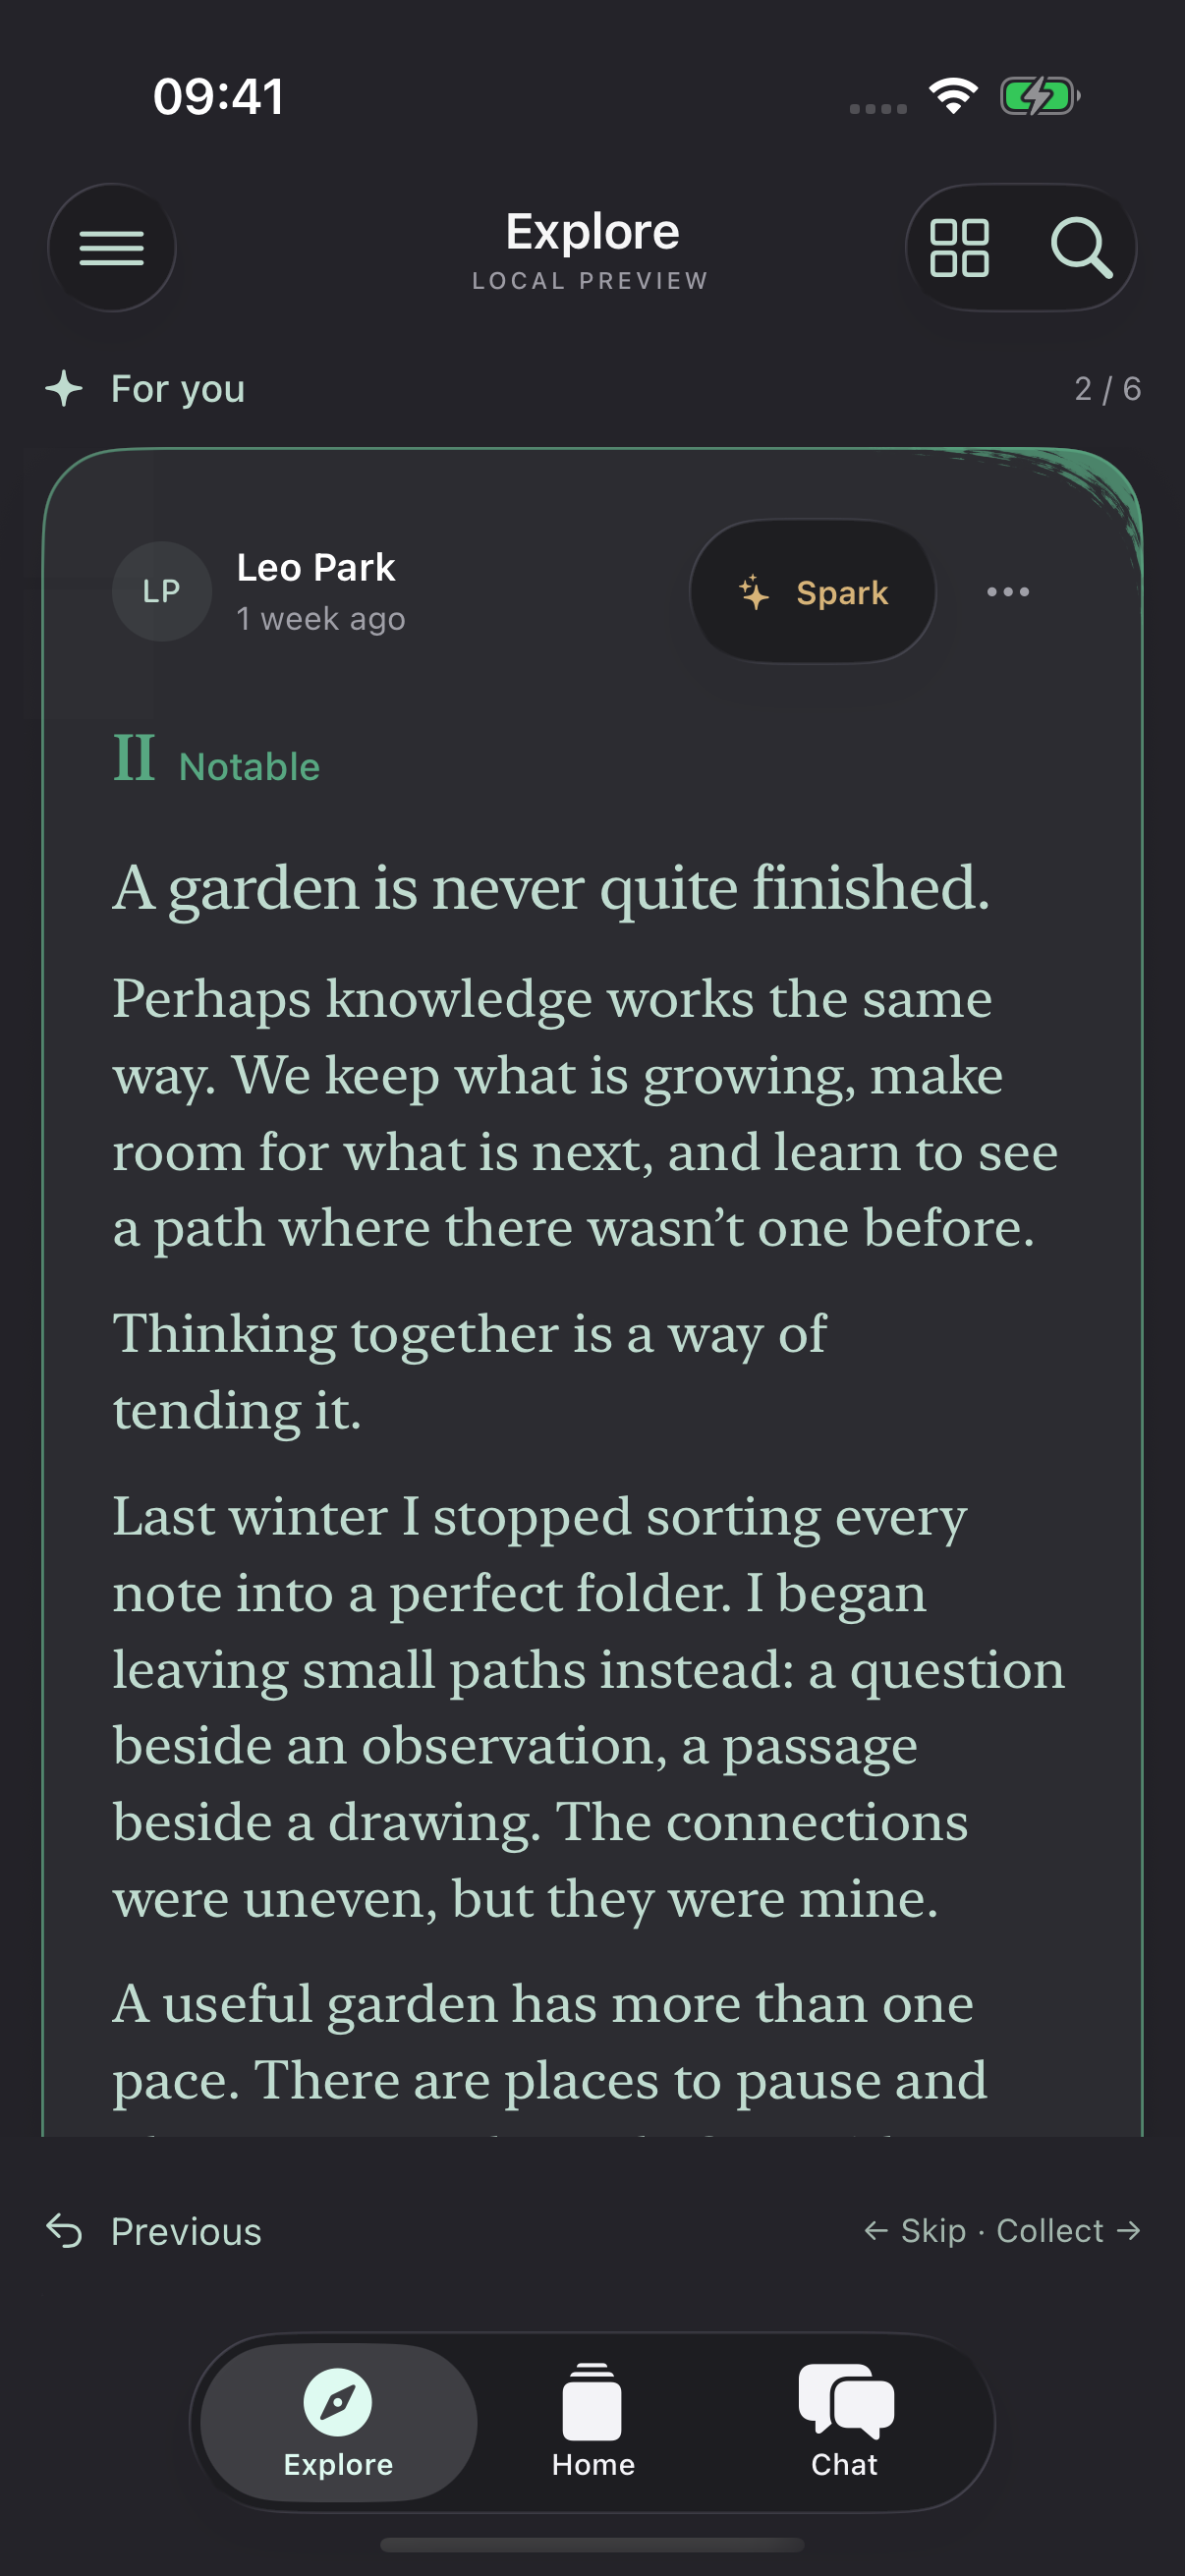 09:41
Explore
LOCAL PREVIEW
For you
2 / 6
LP
Leo Park
1 week ago
Spark
II Notable
A garden is never quite finished.
Perhaps knowledge works the same
way. We keep what is growing, make
room for what is next, and learn to see
a path where there wasn’t one before.
Thinking together is a way of
tending it.
Last winter I stopped sorting every
note into a perfect folder. I began
leaving small paths instead: a question
beside an observation, a passage
beside a drawing. The connections
were uneven, but they were mine.
A useful garden has more than one
pace. There are places to pause and
Previous
← Skip · Collect →
Explore
Home
Chat